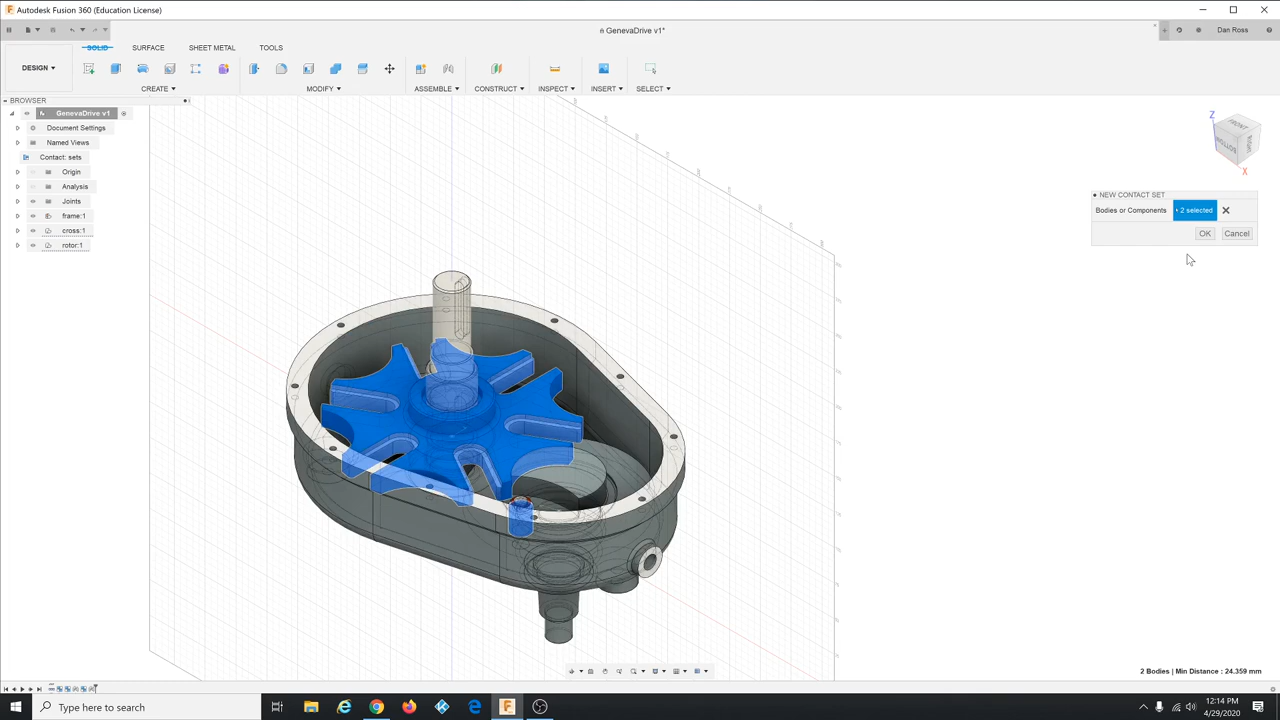 Autodesk Fusion 360 (Education License)
GenevaDrive v1*
Dan Ross
DESIGN
SOLID
SURFACE
SHEET METAL
TOOLS
CREATE
MODIFY
ASSEMBLE
CONSTRUCT
INSPECT
INSERT
SELECT
BROWSER
GenevaDrive v1
Document Settings
Named Views
Contact: sets
Origin
Analysis
Joints
frame:1
cross:1
rotor:1
Z
BOTTOM
X
NEW CONTACT SET
Bodies or Components
2 selected
OK
Cancel
2 Bodies | Min Distance : 24.359 mm
Type here to search
12:14 PM
4/29/2020